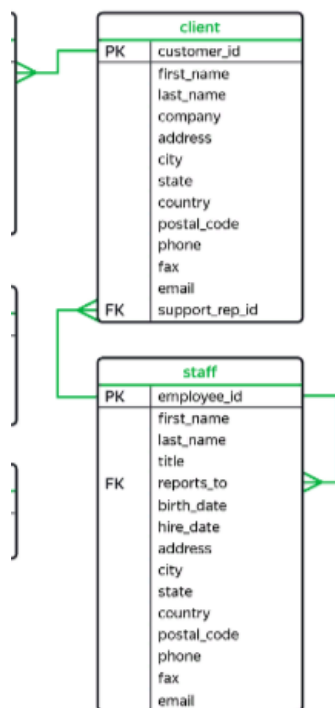 client
PK customer_id
first_name
last_name
company
address
city
state
country
postal_code
phone
fax
email
FK support_rep_id
staff
PK employee_id
first_name
last_name
title
FK reports_to
birth_date
hire_date
address
city
state
country
postal_code
phone
fax
email